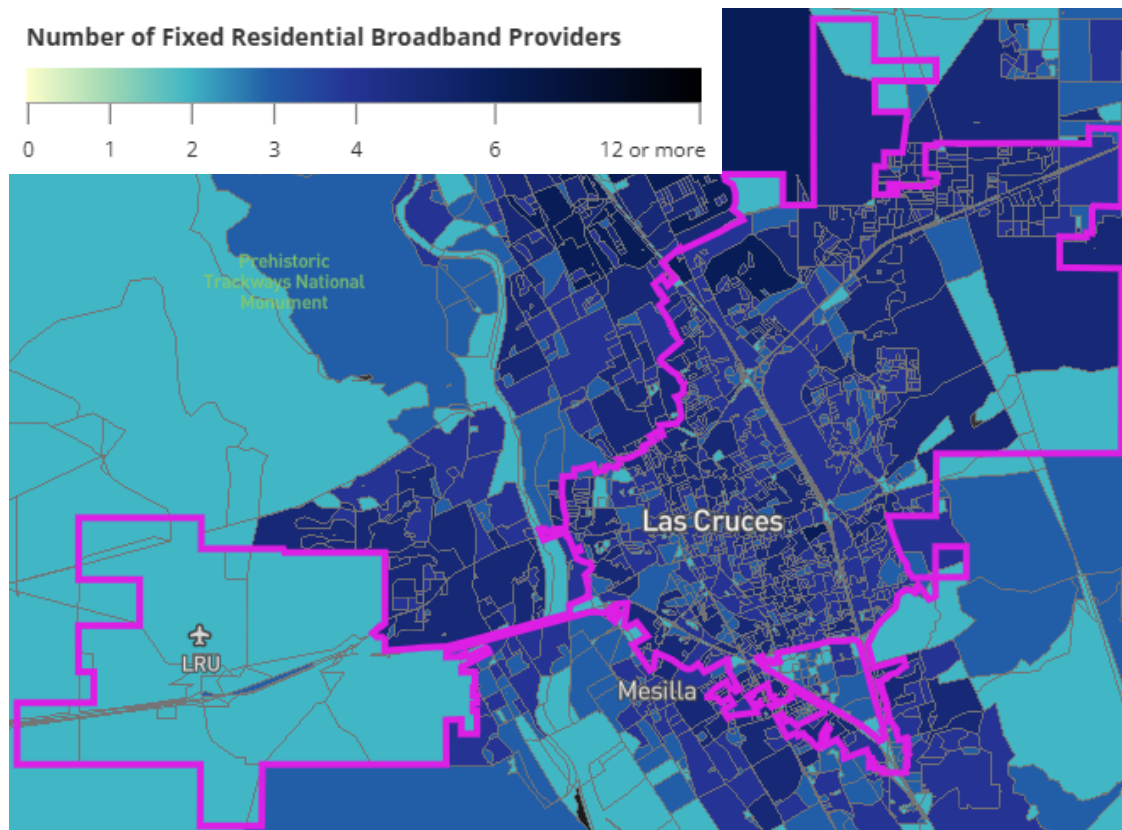 Number of Fixed Residential Broadband Providers
0 1 2 3 4 6 12 or more
Prehistoric
Trackways National
Monument
Las Cruces
LRU
Mesilla